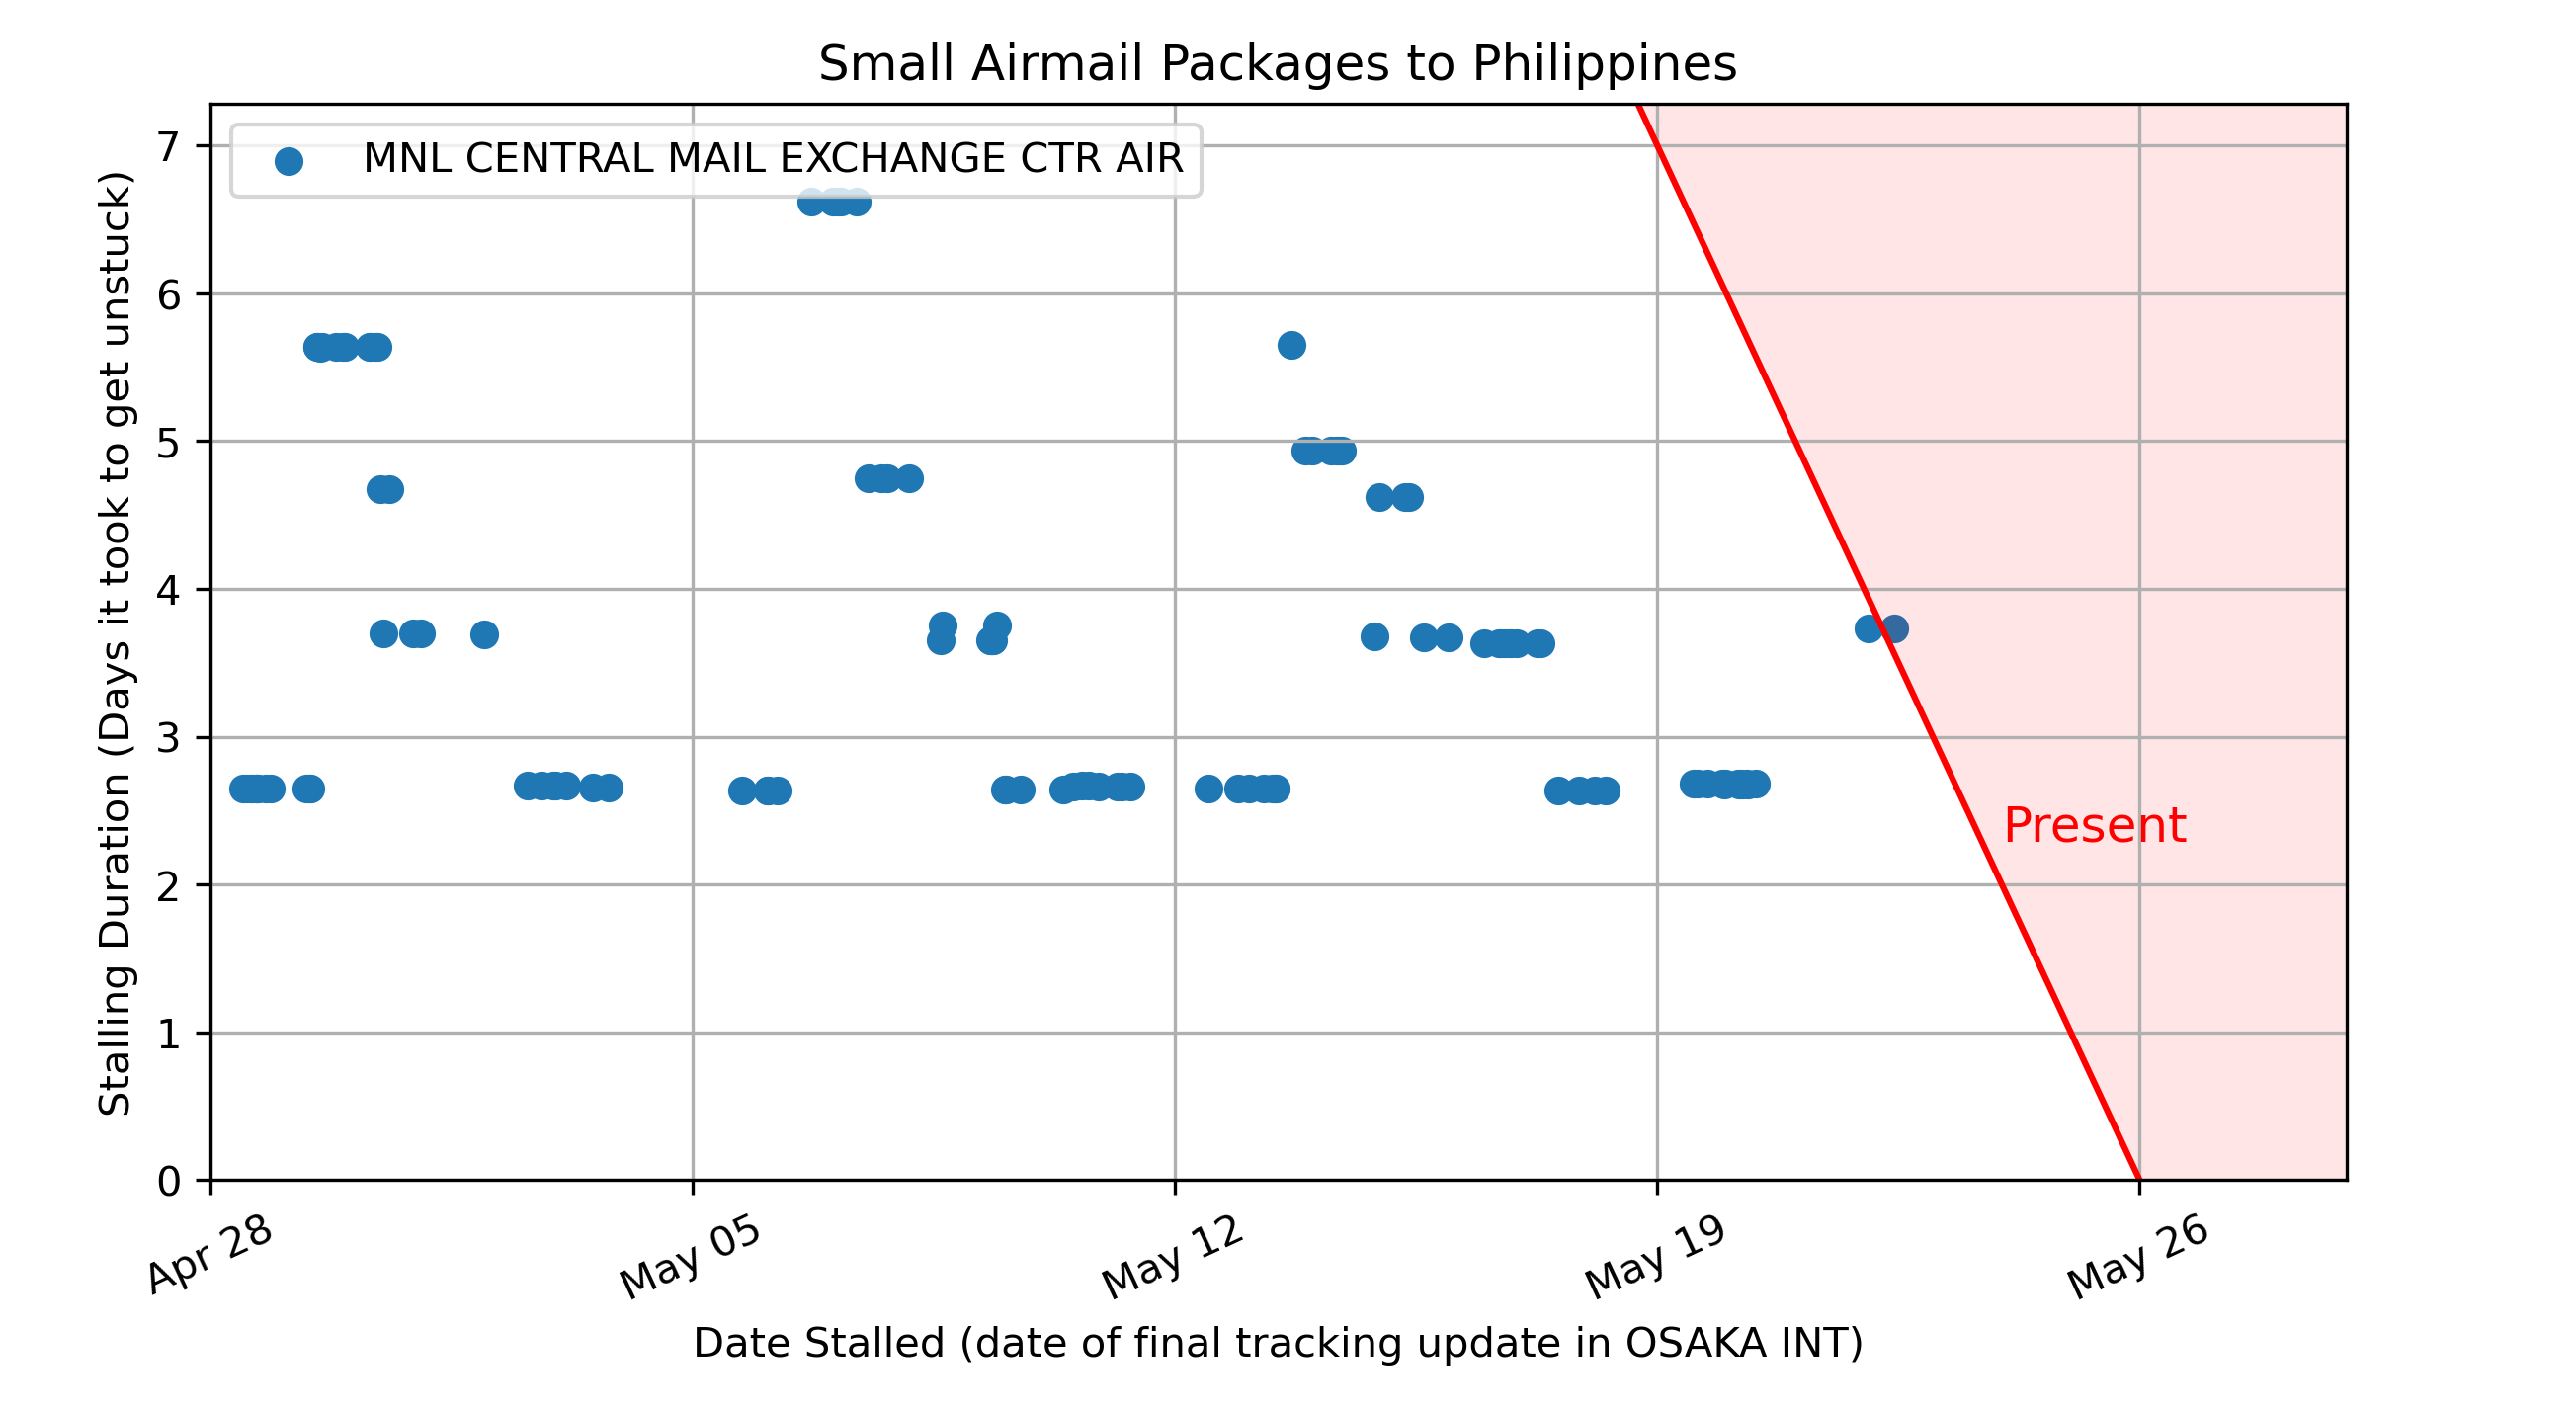 Small Airmail Packages to Philippines
MNL CENTRAL MAIL EXCHANGE CTR AIR
Stalling Duration (Days it took to get unstuck)
7
6
5
4
3
2
1
0
Present
Apr 28
May 05
May 12
May 19
May 26
Date Stalled (date of final tracking update in OSAKA INT)